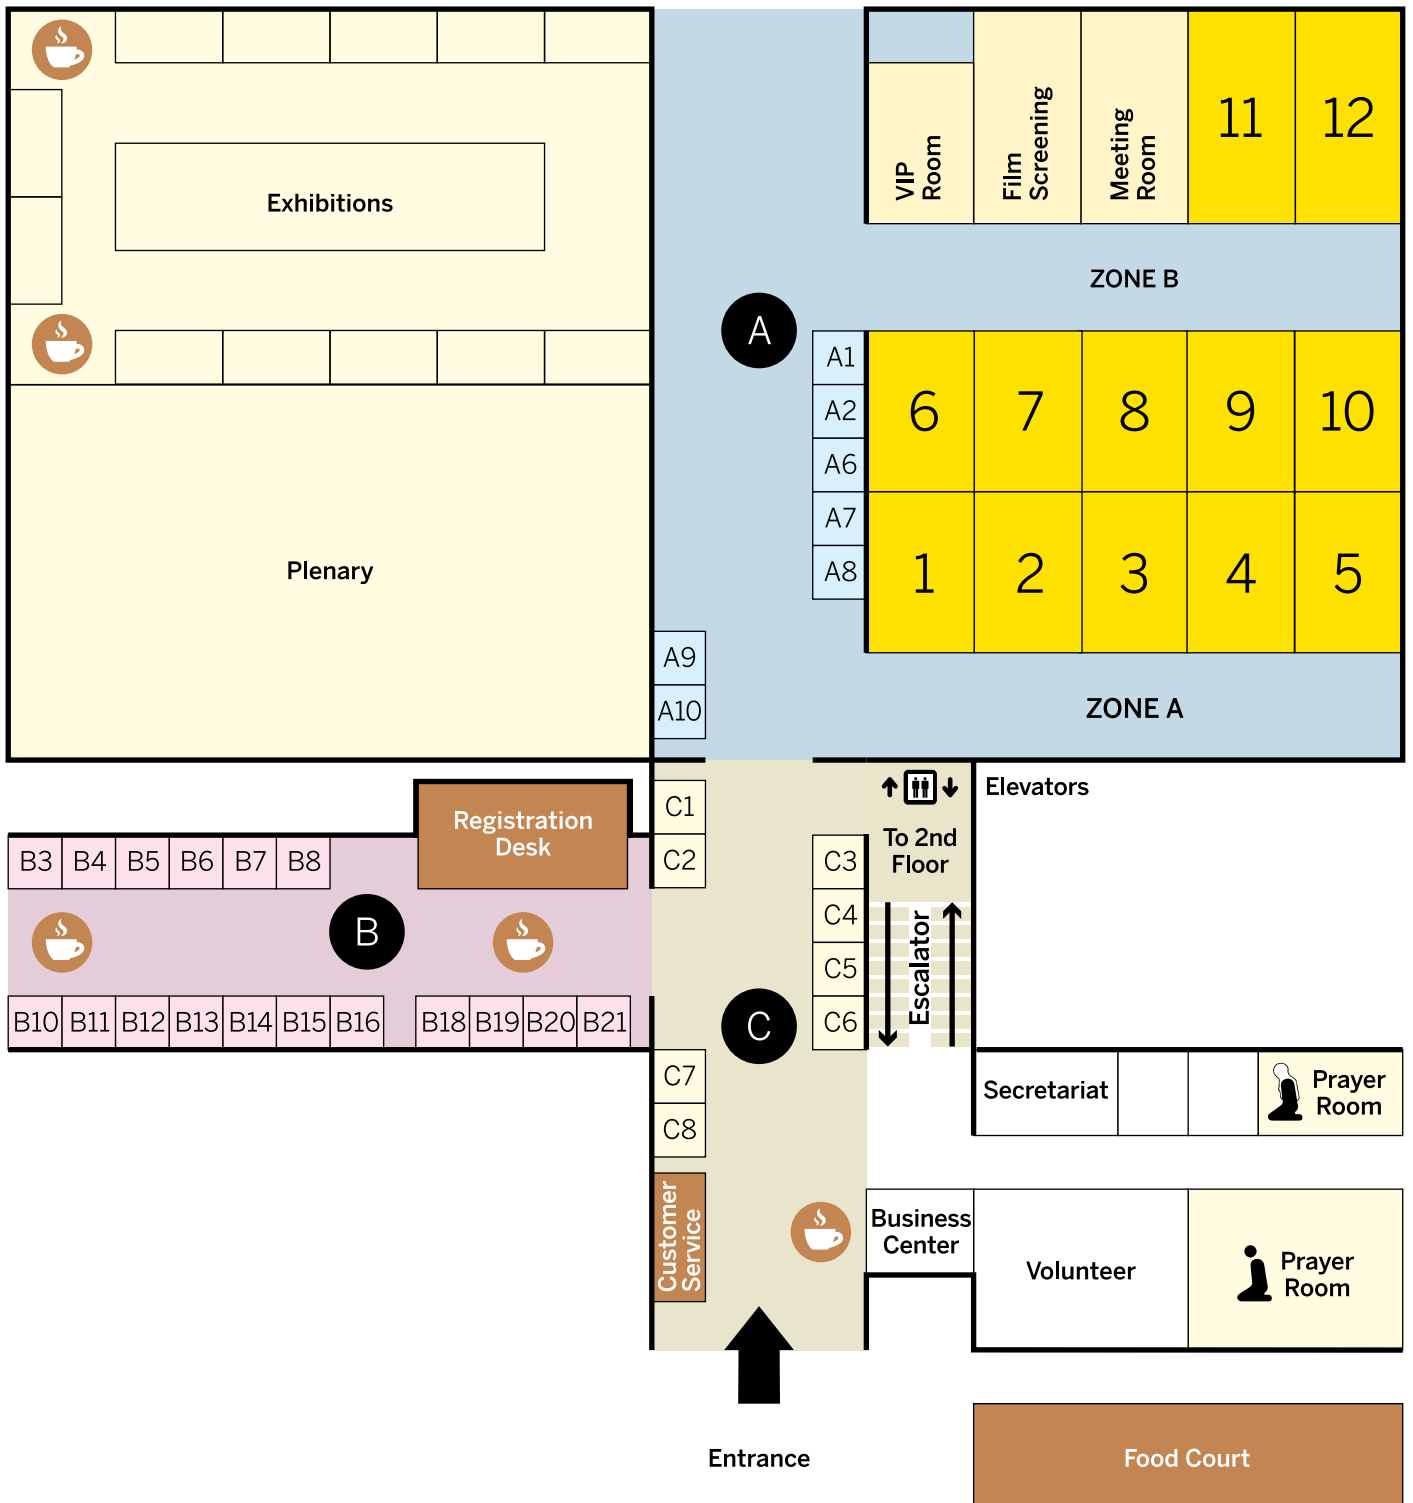 11
12
VIP
Room
Film
Screening
Meeting
Room
Exhibitions
ZONE B
A
A1
A2
A6
A7
A8
6
7
8
9
10
1
2
3
4
5
Plenary
A9
A10
ZONE A
Registration
Desk
C1
C2
Elevators
To 2nd
Floor
B3
B4
B5
B6
B7
B8
C3
C4
C5
C6
Escalator
B
B10
B11
B12
B13
B14
B15
B16
B18
B19
B20
B21
C
C7
C8
Secretariat
Prayer
Room
Customer
Service
Business
Center
Volunteer
Prayer
Room
Entrance
Food Court